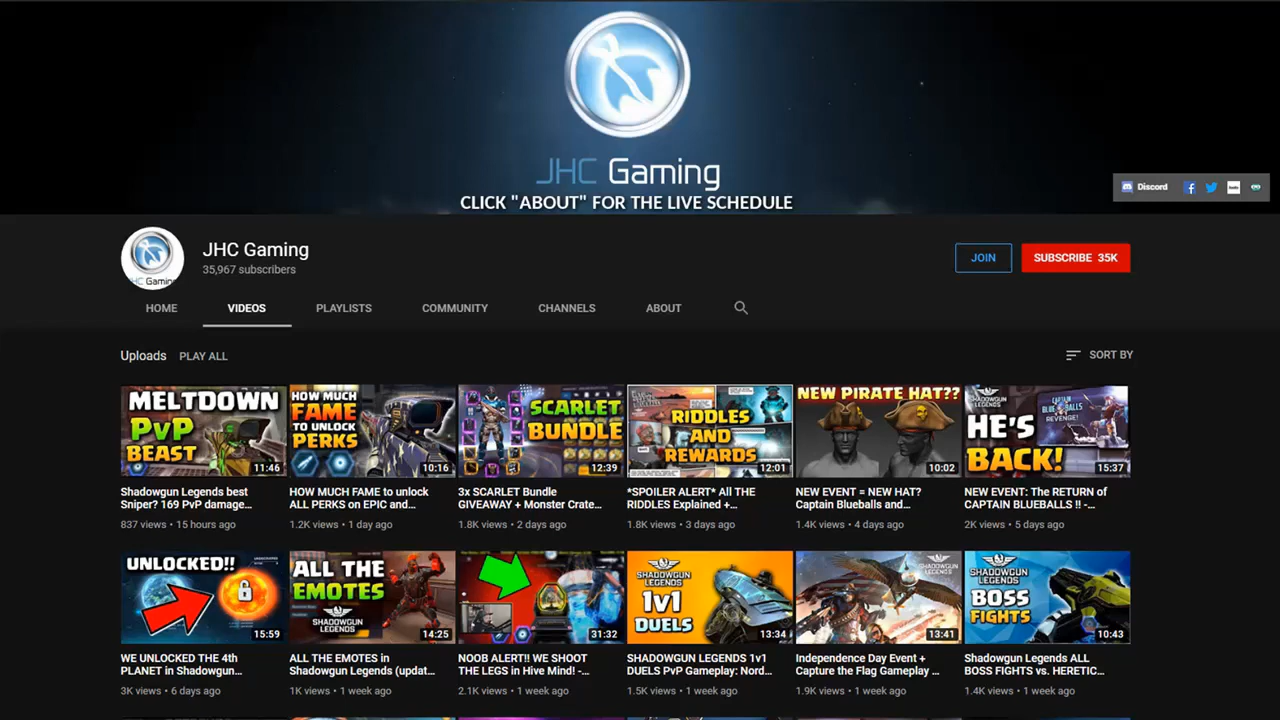 JHC Gaming
CLICK "ABOUT" FOR THE LIVE SCHEDULE
Discord
JHC Gaming
35,967 subscribers
JOIN
SUBSCRIBE 35K
HOME
VIDEOS
PLAYLISTS
COMMUNITY
CHANNELS
ABOUT
Uploads
PLAY ALL
SORT BY
MELTDOWN
PvP
BEAST
11:46
HOW MUCH
FAME
TO UNLOCK
PERKS
10:16
SCARLET
BUNDLE
12:39
RIDDLES
AND
REWARDS
12:01
NEW PIRATE HAT??
10:02
SHADOWGUN
LEGENDS
HE'S
BACK!
CAPTAIN
BLUEBALLS
REVENGE!
15:37
Shadowgun Legends best
Sniper? 169 PvP damage...
837 views • 15 hours ago
HOW MUCH FAME to unlock
ALL PERKS on EPIC and...
1.2K views • 1 day ago
3x SCARLET Bundle
GIVEAWAY + Monster Crate...
1.8K views • 2 days ago
*SPOILER ALERT* All THE
RIDDLES Explained +...
1.8K views • 3 days ago
NEW EVENT = NEW HAT?
Captain Blueballs and...
1.4K views • 4 days ago
NEW EVENT: The RETURN of
CAPTAIN BLUEBALLS !! -...
2K views • 5 days ago
UNLOCKED!!
15:59
ALL THE
EMOTES
SHADOWGUN
LEGENDS
14:25
31:32
SHADOWGUN
LEGENDS
1v1
DUELS
13:34
SHADOWGUN
LEGENDS
13:41
SHADOWGUN
LEGENDS
BOSS
FIGHTS
10:43
WE UNLOCKED THE 4th
PLANET in Shadowgun...
3K views • 6 days ago
ALL THE EMOTES in
Shadowgun Legends (updat...
1K views • 1 week ago
NOOB ALERT!! WE SHOOT
THE LEGS in Hive Mind! -...
2.1K views • 1 week ago
SHADOWGUN LEGENDS 1v1
DUELS PvP Gameplay: Nord...
1.5K views • 1 week ago
Independence Day Event +
Capture the Flag Gameplay ...
1.9K views • 1 week ago
Shadowgun Legends ALL
BOSS FIGHTS vs. HERETIC...
1.4K views • 1 week ago